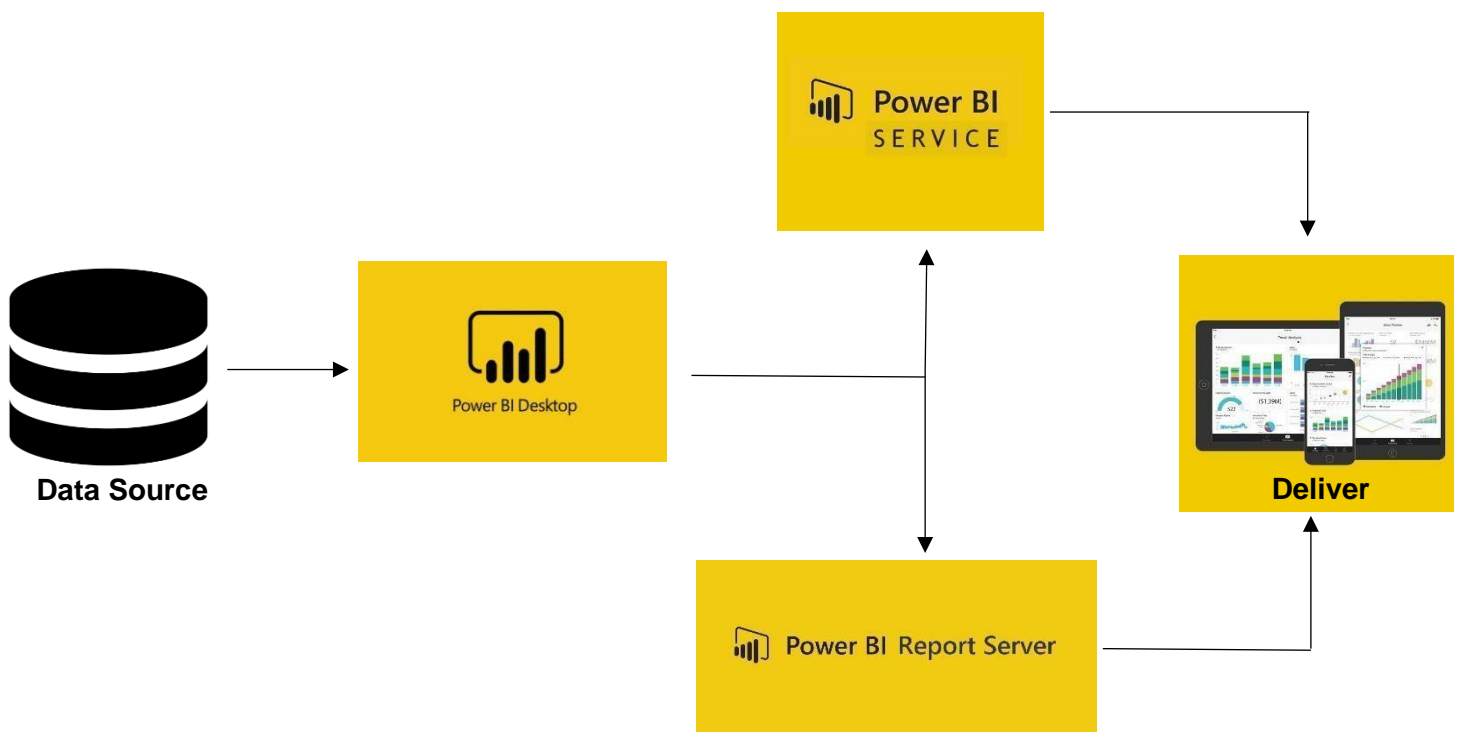 Power BI
SERVICE
Power BI Desktop
Data Source
Deliver
Power BI Report Server